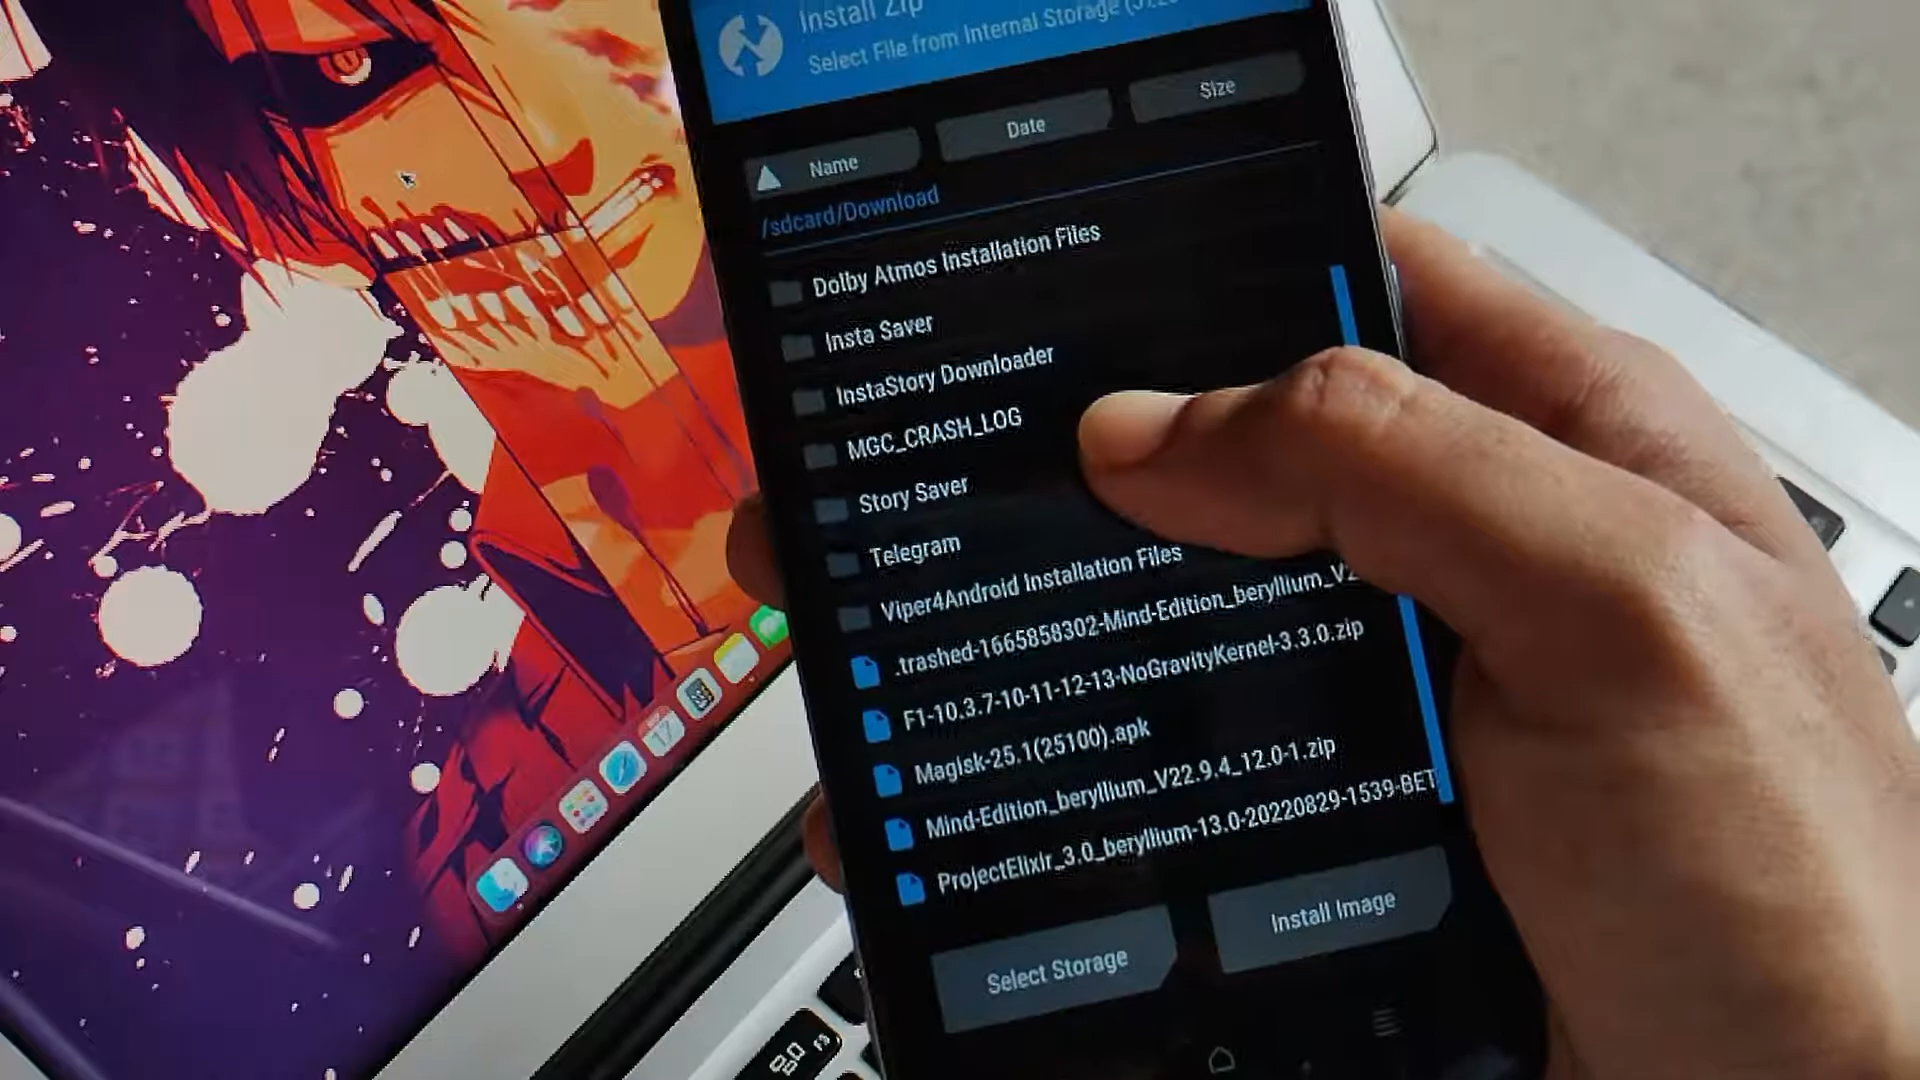 Install Zip
Select File from Internal Storage
Name
Date
Size
/sdcard/Download
Dolby Atmos Installation Files
Insta Saver
InstaStory Downloader
MGC_CRASH_LOG
Story Saver
Telegram
Viper4Android Installation Files
.trashed-1665858302-Mind-Edition_beryllium_V2
F1-10.3.7-10-11-12-13-NoGravityKernel-3.3.0.zip
Magisk-25.1(25100).apk
Mind-Edition_beryllium_V22.9.4_12.0-1.zip
ProjectElixir_3.0_beryllium-13.0-20220829-1539-BET
Select Storage
Install Image
17
F3